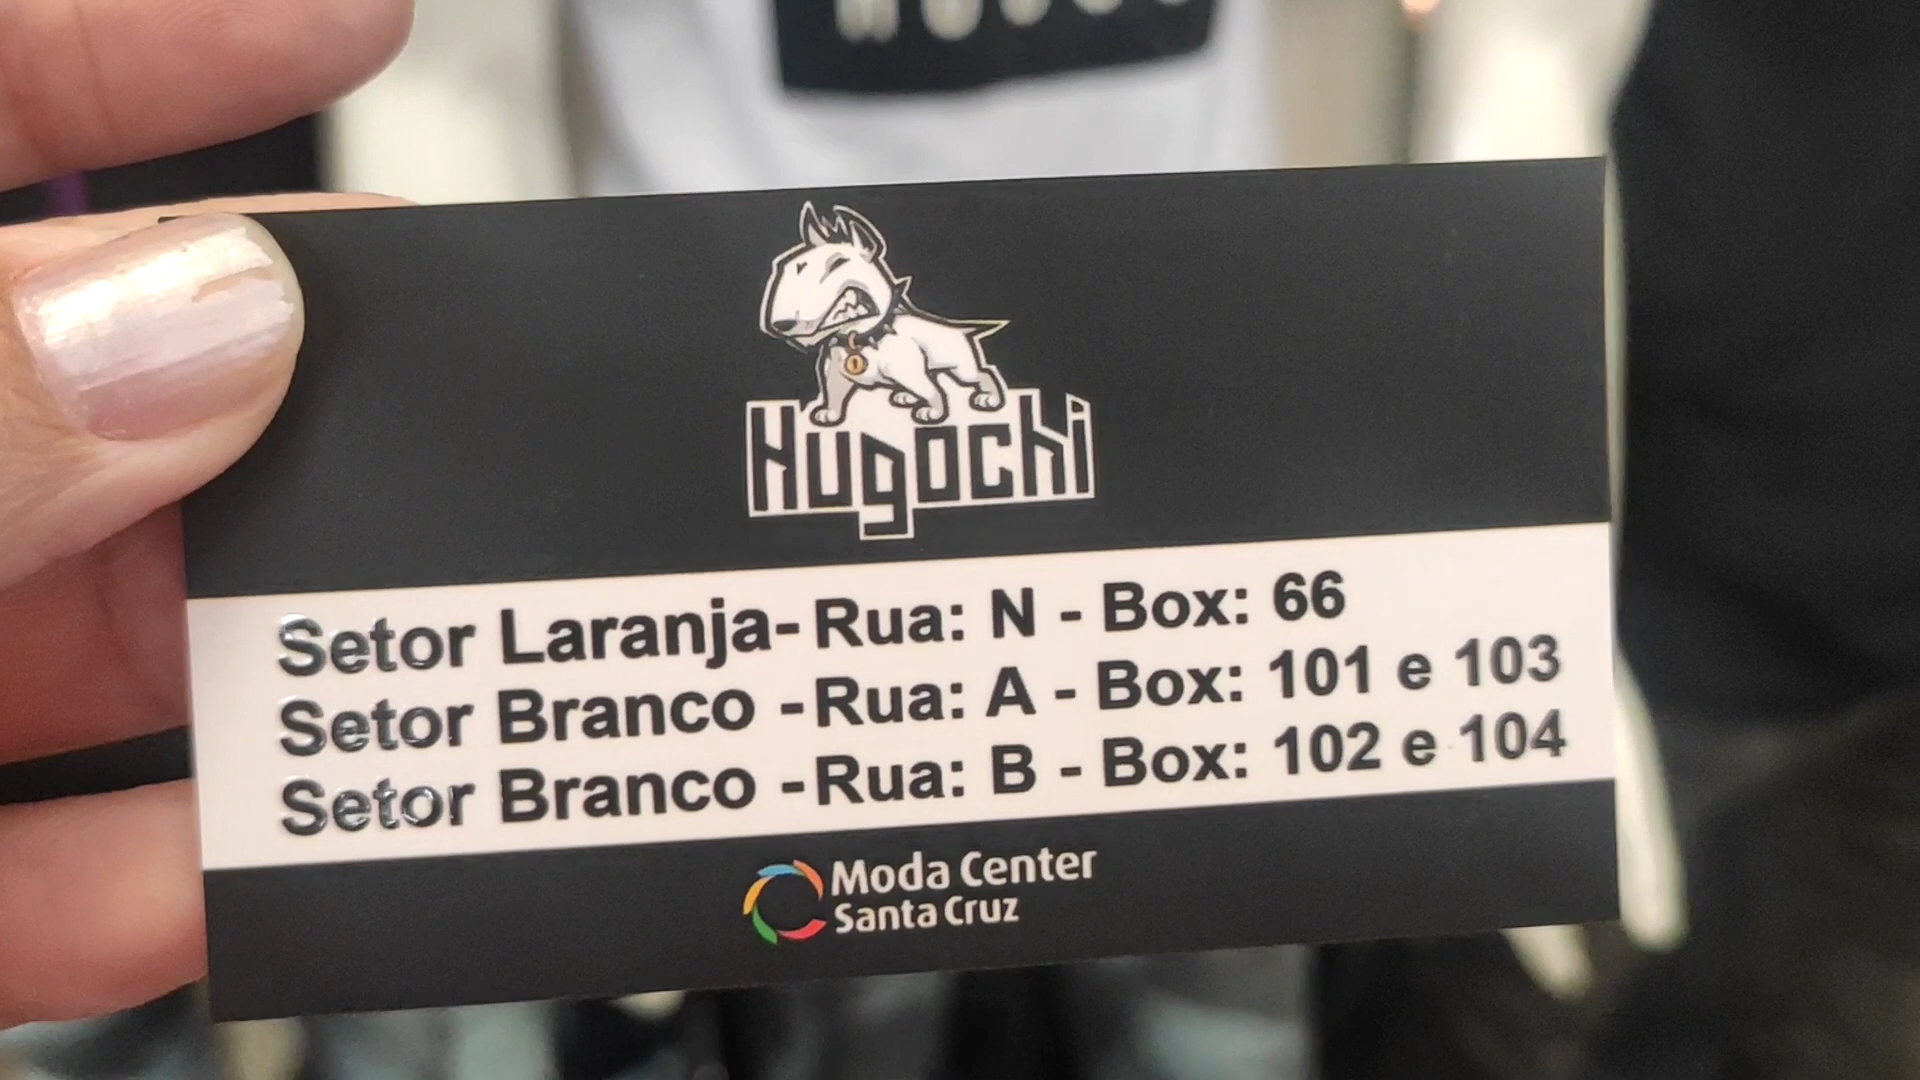 Hugochi
Setor Laranja- Rua: N - Box: 66
Setor Branco -Rua: A - Box: 101 e 103
Setor Branco -Rua: B - Box: 102 e 104
Moda Center
Santa Cruz